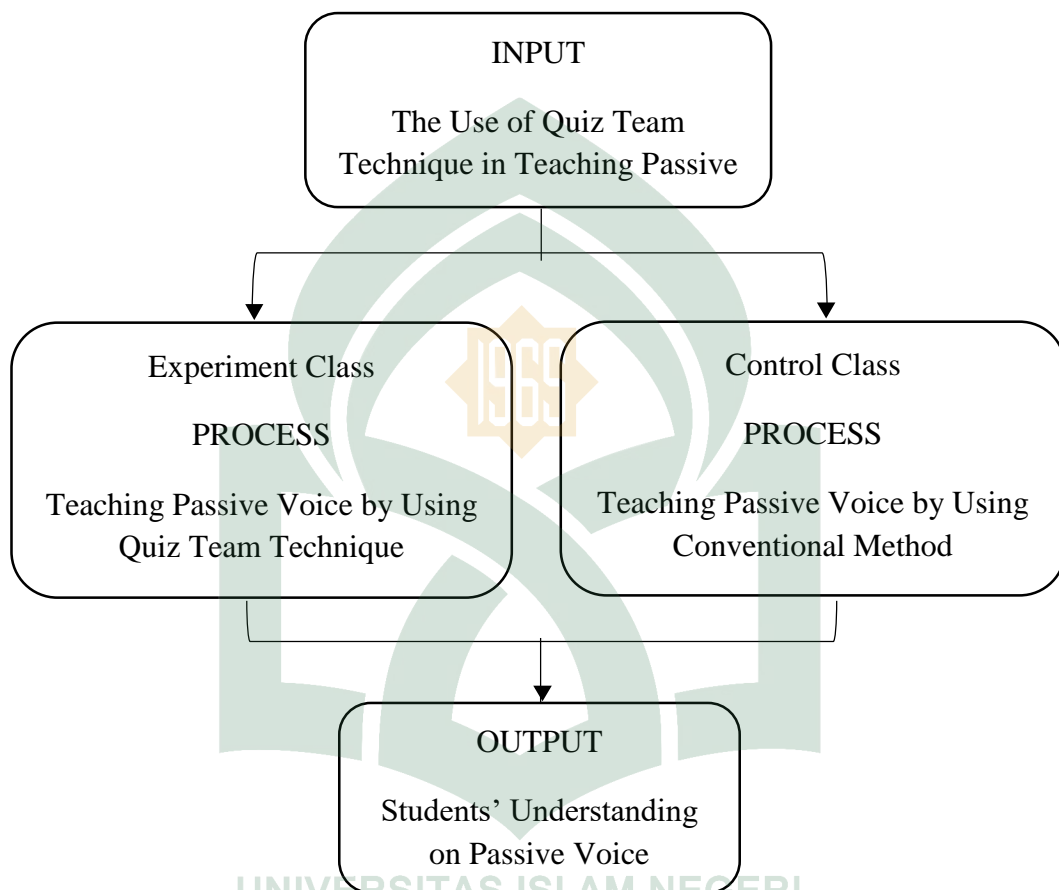 INPUT
The Use of Quiz Team
Technique in Teaching Passive
1969
Experiment Class
PROCESS
Teaching Passive Voice by Using
Quiz Team Technique
Control Class
PROCESS
Teaching Passive Voice by Using
Conventional Method
OUTPUT
Students’ Understanding
on Passive Voice
UNIVERSITAS ISLAM NEGERI